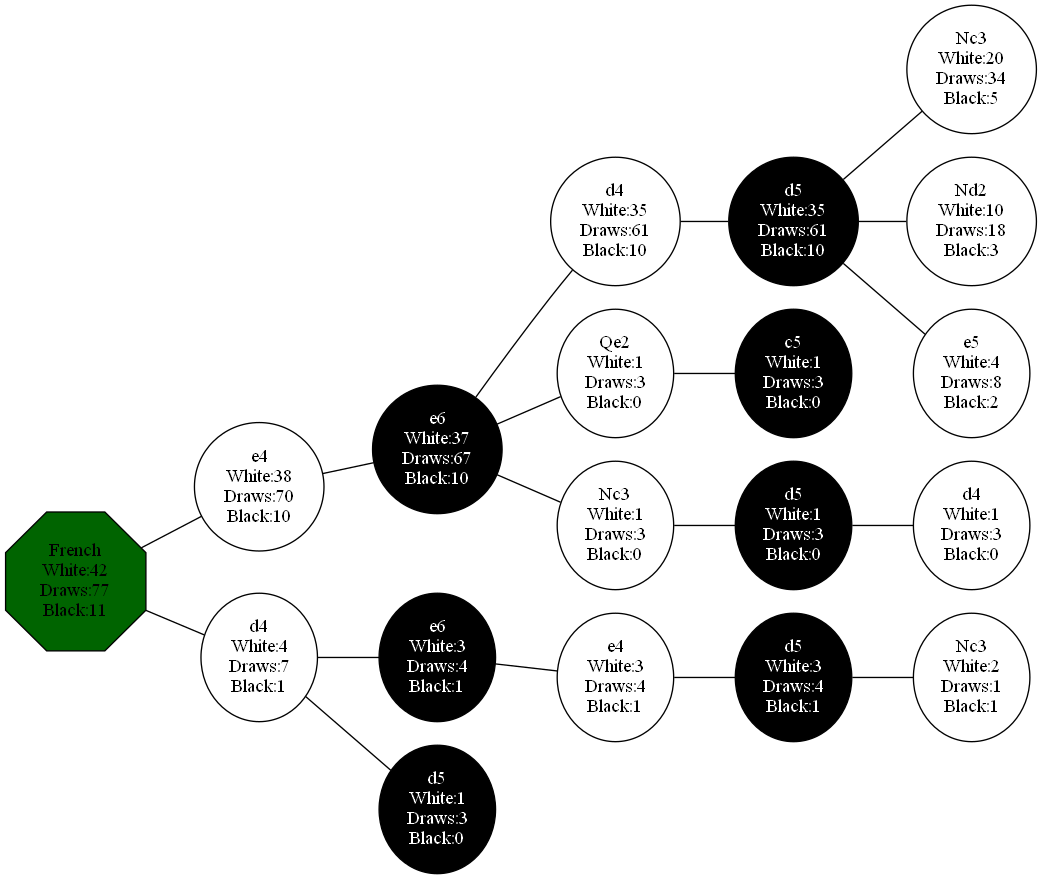 Nc3
White:20
Draws:34
Black:5
d4
White:35
Draws:61
Black:10
d5
White:35
Draws:61
Black:10
Nd2
White:10
Draws:18
Black:3
Qe2
White:1
Draws:3
Black:0
c5
White:1
Draws:3
Black:0
e5
White:4
Draws:8
Black:2
e4
White:38
Draws:70
Black:10
e6
White:37
Draws:67
Black:10
Nc3
White:1
Draws:3
Black:0
d5
White:1
Draws:3
Black:0
d4
White:1
Draws:3
Black:0
French
White:42
Draws:77
Black:11
d4
White:4
Draws:7
Black:1
e6
White:3
Draws:4
Black:1
e4
White:3
Draws:4
Black:1
d5
White:3
Draws:4
Black:1
Nc3
White:2
Draws:1
Black:1
d5
White:1
Draws:3
Black:0